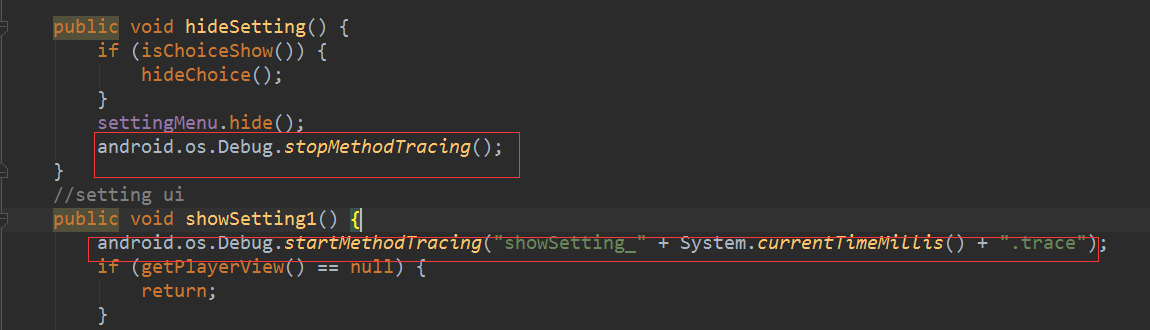 public void hideSetting() {
if (isChoiceShow()) {
hideChoice();
}
settingMenu.hide();
android.os.Debug.stopMethodTracing();
}
//setting ui
public void showSetting1() {
android.os.Debug.startMethodTracing("showSetting_" + System.currentTimeMillis() + ".trace");
if (getPlayerView() == null) {
return;
}